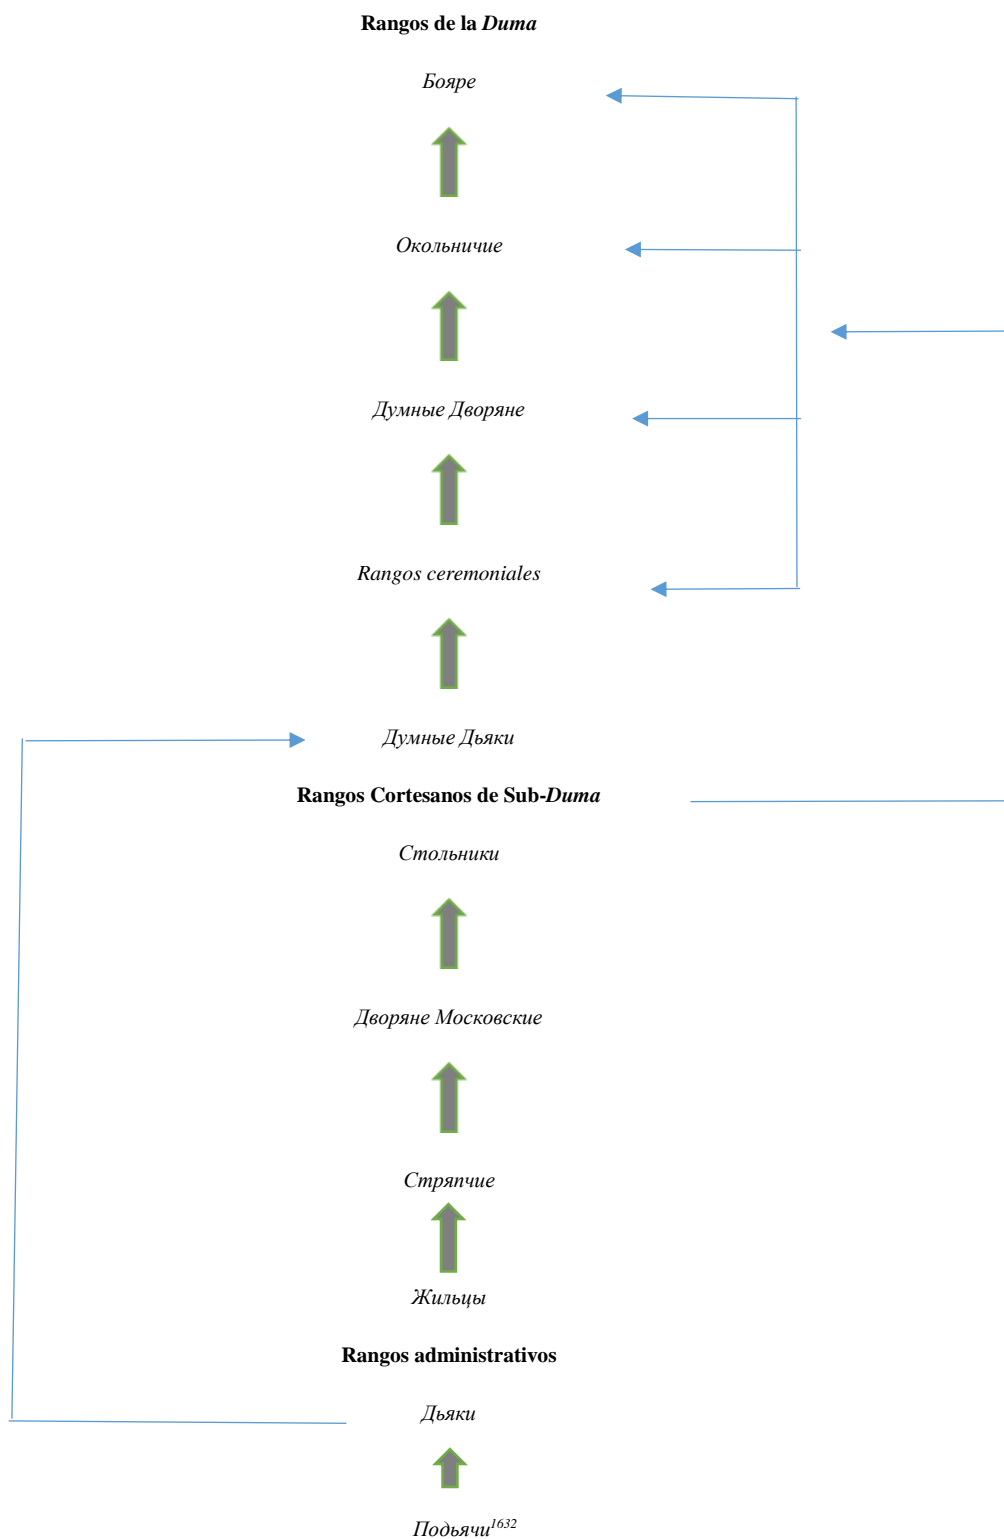 Rangos de la Duma
Бояре
Окольничие
Думные Дворяне
Rangos ceremoniales
Думные Дьяки
Rangos Cortesanos de Sub-Duma
Стольники
Дворяне Московские
Стряпчие
Жильцы
Rangos administrativos
Дьяки
Подьячи1632